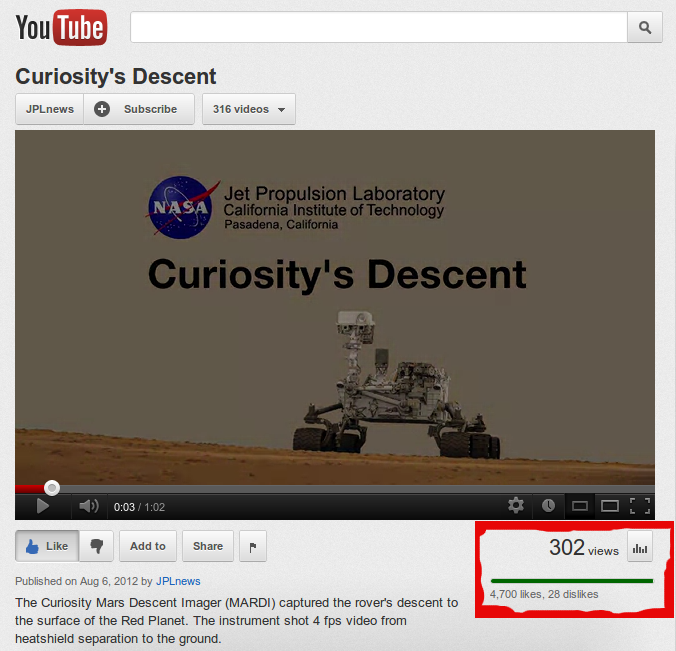 YouTube
Curiosity's Descent
JPLnews Subscribe 316 videos
NASA
Jet Propulsion Laboratory
California Institute of Technology
Pasadena, California
Curiosity's Descent
0:03 / 1:02
Like Add to Share
302 views
4,700 likes, 28 dislikes
Published on Aug 6, 2012 by JPLnews
The Curiosity Mars Descent Imager (MARDI) captured the rover's descent to
the surface of the Red Planet. The instrument shot 4 fps video from
heatshield separation to the ground.